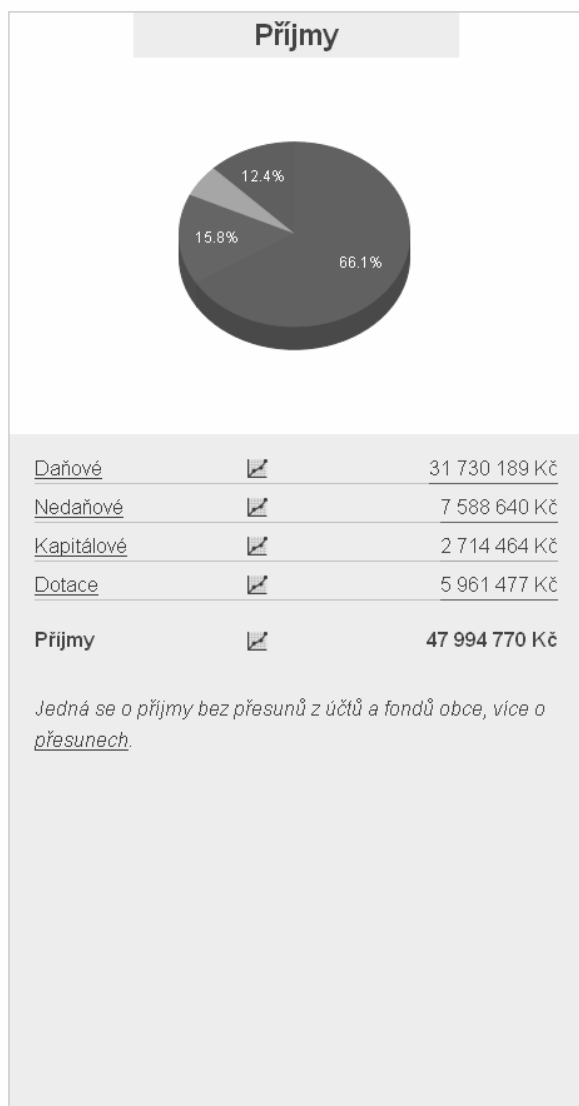 Příjmy
12.4%
15.8%
66.1%
Daňové 31 730 189 Kč
Nedaňové 7 588 640 Kč
Kapitálové 2 714 464 Kč
Dotace 5 961 477 Kč
Příjmy 47 994 770 Kč
Jedná se o příjmy bez přesunů z účtů a fondů obce, více o
přesunech.